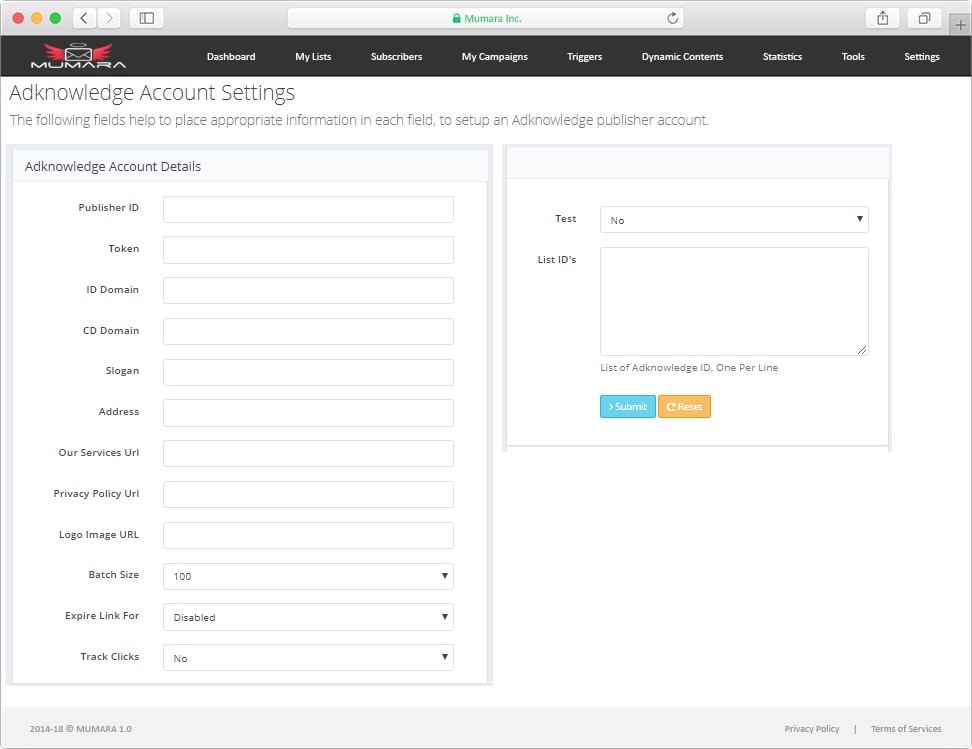 Mumara Inc.
MUMARA
Dashboard My Lists Subscribers My Campaigns Triggers Dynamic Contents Statistics Tools Settings
Adknowledge Account Settings
The following fields help to place appropriate information in each field, to setup an Adknowledge publisher account.
Adknowledge Account Details
Publisher ID
Token
ID Domain
CD Domain
Slogan
Address
Our Services Url
Privacy Policy Url
Logo Image URL
Batch Size 100
Expire Link For Disabled
Track Clicks No
Test No
List ID's
List of Adknowledge ID, One Per Line
Submit Reset
2014-18 © MUMARA 1.0 Privacy Policy | Terms of Services